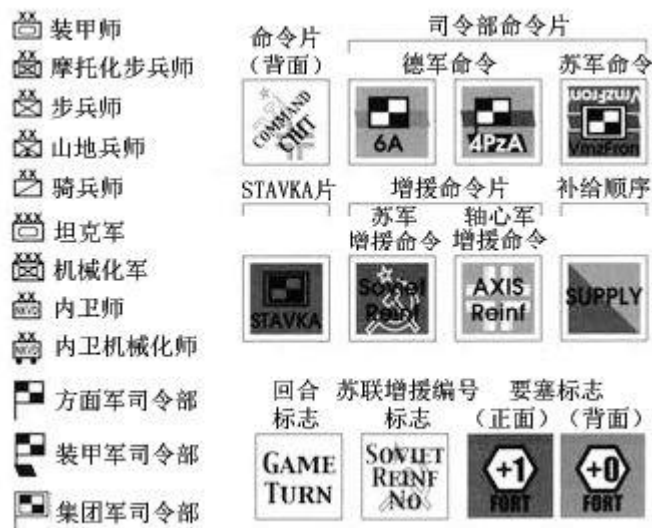 装甲师
摩托化步兵师
步兵师
山地兵师
骑兵师
坦克军
机械化军
内卫师
内卫机械化师
方面军司令部
装甲军司令部
集团军司令部
命令片
（背面）
司令部命令片
德军命令
苏军命令
COMMAND
CHIT
6A
4PzA
VrnzFron
VrnzFron
STAVKA片
增援命令片
补给顺序
苏军
增援命令
轴心军
增援命令
STAVKA
Soviet
Reinf
AXIS
Reinf
SUPPLY
回合
标志
苏联增援编号
标志
要塞标志
（正面）
（背面）
GAME
TURN
SOVIET
REINF
NO
+1
FORT
+0
FORT